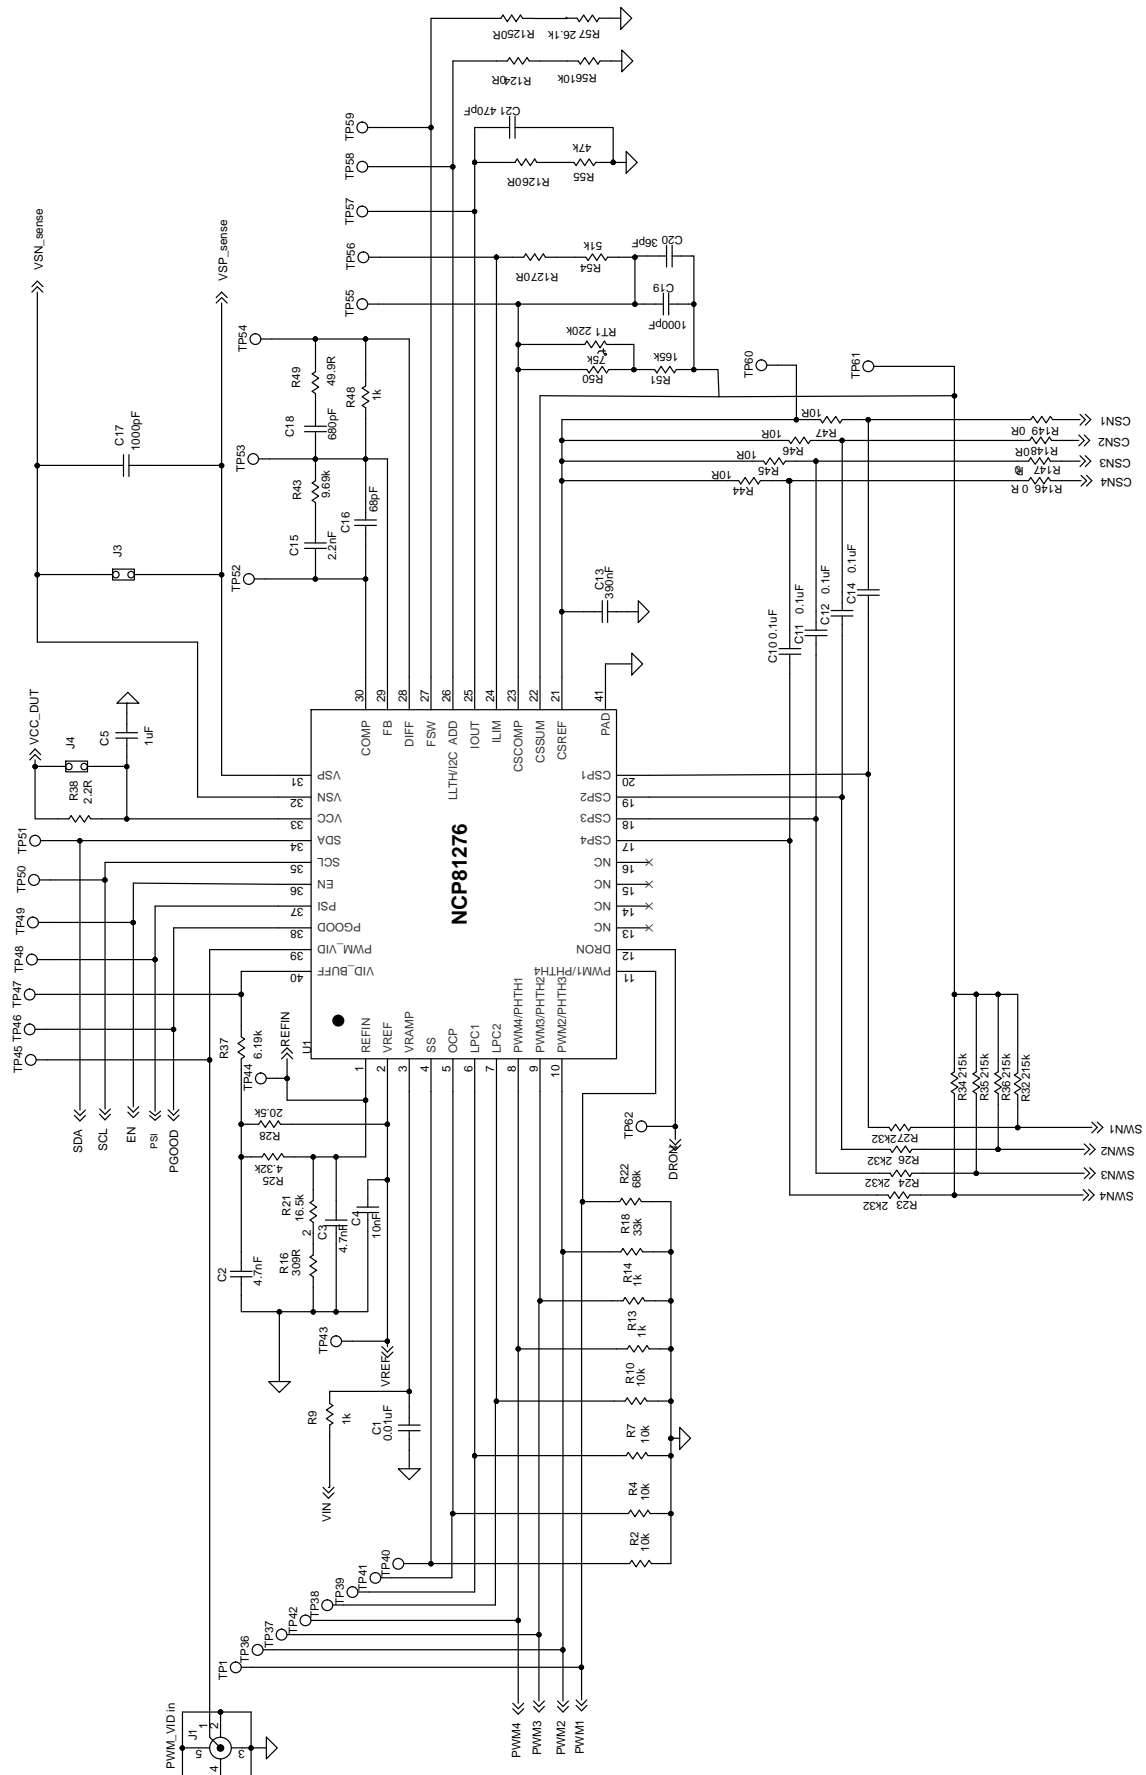 R1250R
R57 26.1k
R1240R
R5610k
C21 470pF
47k
R1260R
R55
TP59
TP58
TP57
TP56
TP55
51k
R1270R
R54
36pF
C20
C19
1000pF
RT1 220k
t°
75k
R50
165k
R51
VSN_sense
VSP_sense
TP54
TP53
TP52
R49
49.9R
R48
1k
C18
680pF
C17
1000pF
R43
9.69k
C16
68pF
C15
2.2nF
J3
TP60
TP61
10R
R47
10R
R46
10R
R45
10R
R44
R149 0R
R148 0R
R147
R146 0 R
CSN1
CSN2
CSN3
CSN4
C13
390nF
C10 0.1uF
C11 0.1uF
C12 0.1uF
C14 0.1uF
VCC_DUT
J4
C5
1uF
R38
2.2R
30
29
28
27
26
25
24
23
22
21
41
COMP
FB
DIFF
FSW
LLTH/I2C ADD
IOUT
ILIM
CSCOMP
CSSUM
CSREF
PAD
31 VSP
32 VSN
33 VCC
34 SDA
35 SCL
36 EN
37 PSI
38 PGOOD
39 PWM_VID
40 VID_BUFF
NCP81276
CSP1 20
CSP2 19
CSP3 18
CSP4 17
NC 16
NC 15
NC 14
NC 13
DRON 12
PWM1/PHTH4 11
U1
REFIN
VREF
VRAMP
SS
OCP
LPC1
LPC2
PWM4/PHTH1
PWM3/PHTH2
PWM2/PHTH3
1
2
3
4
5
6
7
8
9
10
TP51
TP50
TP49
TP48
TP47
TP46
TP45
SDA
SCL
EN
PSI
PGOOD
R37
6.19k
REFIN
TP44
20.5k
R28
4.32k
R25
R21
16.5k
2
R16
309R
C3
4.7nF
C4
10nF
C2
4.7nF
TP43
VREF
R9
1k
C1
0.01uF
VIN
TP62
DRON
R22
68k
R18
33k
R14
1k
R13
1k
R10
10k
R7
10k
R4
10k
R2
10k
R34 215k
R35 215k
R36 215k
R32 215k
R27 2k32
R26 2k32
R24
2k32
R23
2k32
SWN1
SWN2
SWN3
SWN4
TP40
TP41
TP39
TP38
TP42
TP37
TP36
TP1
PWM4
PWM3
PWM2
PWM1
PWM_VID in
J1
1
2
3
4
5